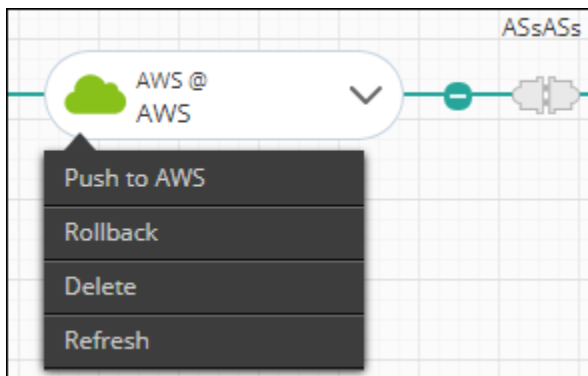 ASsASs
AWS @
AWS
Push to AWS
Rollback
Delete
Refresh